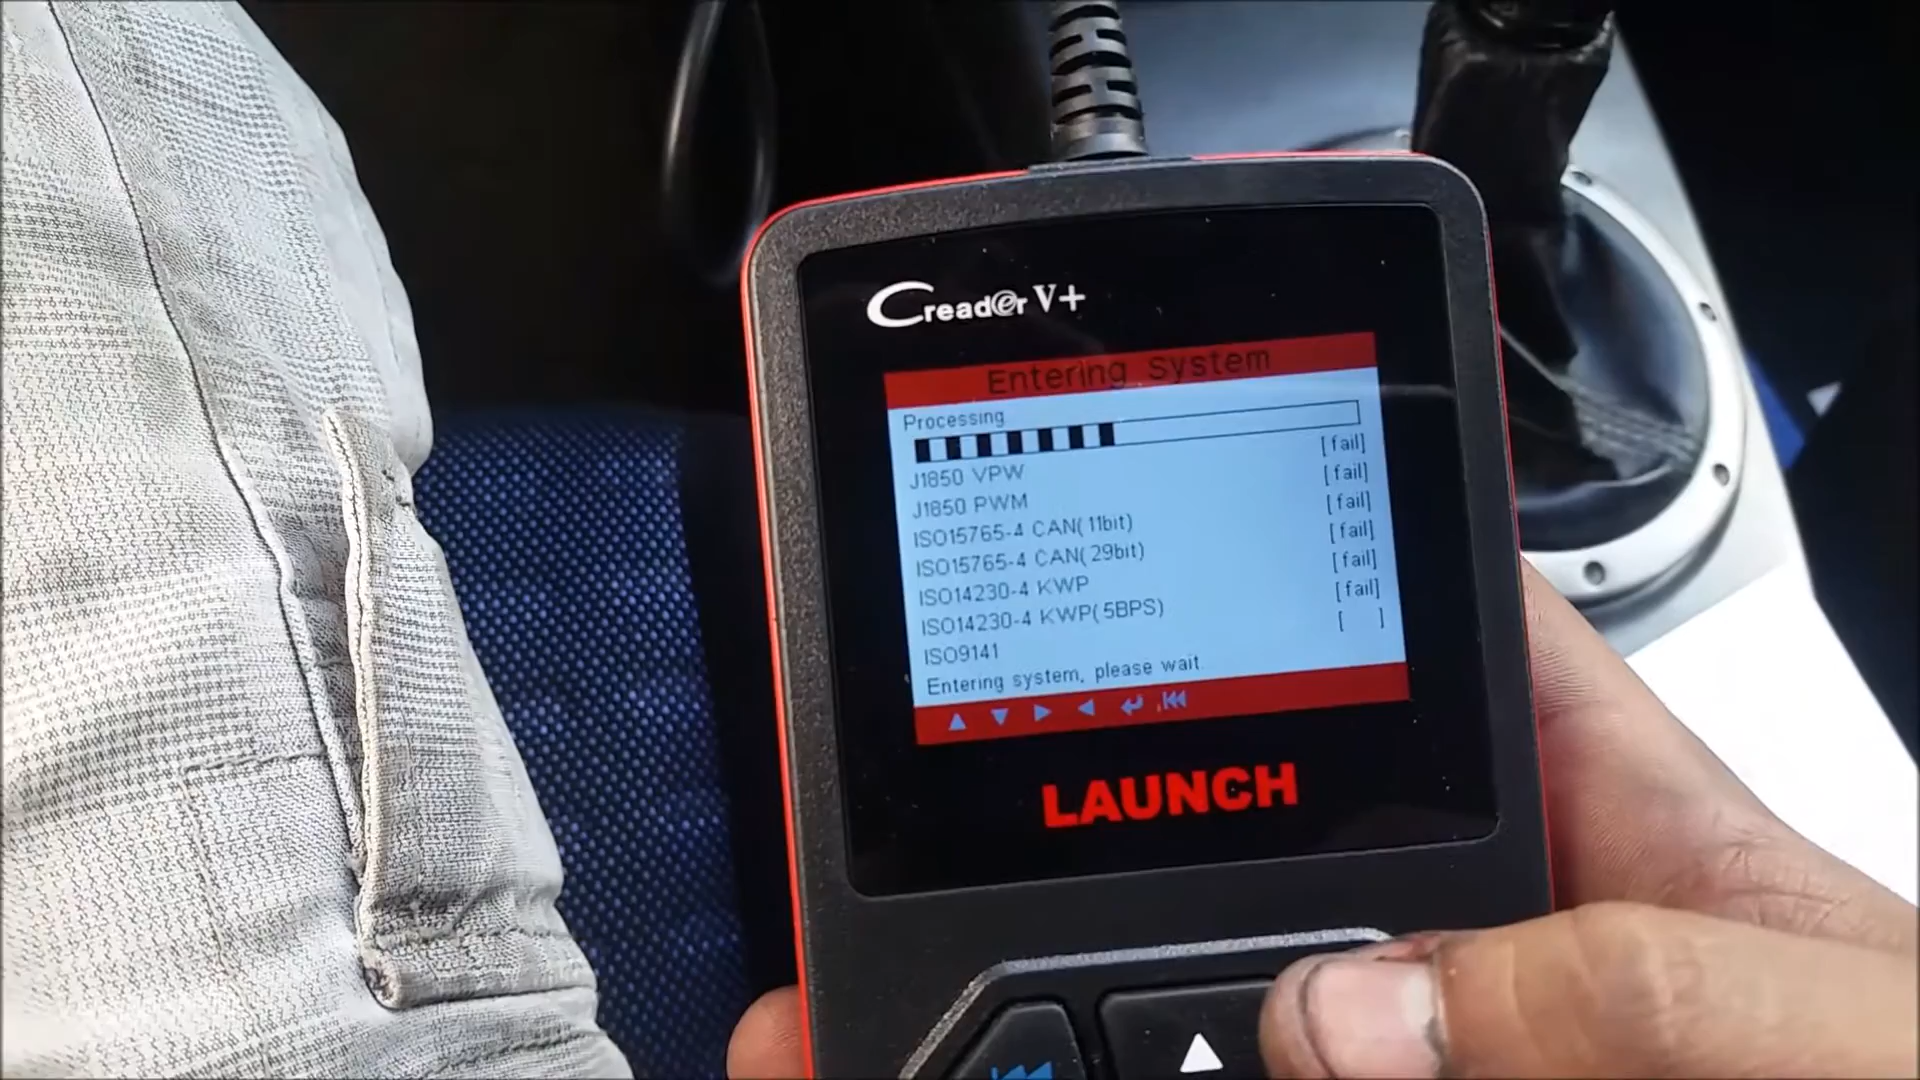 Creader V+
Entering System
Processing
J1850 VPW [fail]
J1850 PWM [fail]
ISO15765-4 CAN(11bit) [fail]
ISO15765-4 CAN(29bit) [fail]
ISO14230-4 KWP [fail]
ISO14230-4 KWP(5BPS) [fail]
ISO9141 [ ]
Entering system, please wait.
LAUNCH